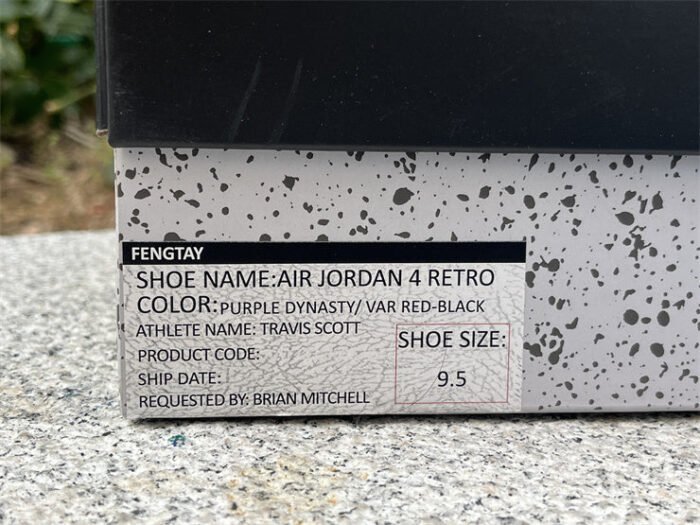 FENGTAY
SHOE NAME:AIR JORDAN 4 RETRO
COLOR:PURPLE DYNASTY/ VAR RED-BLACK
ATHLETE NAME: TRAVIS SCOTT
PRODUCT CODE:
SHIP DATE:
REQUESTED BY: BRIAN MITCHELL
SHOE SIZE:
9.5